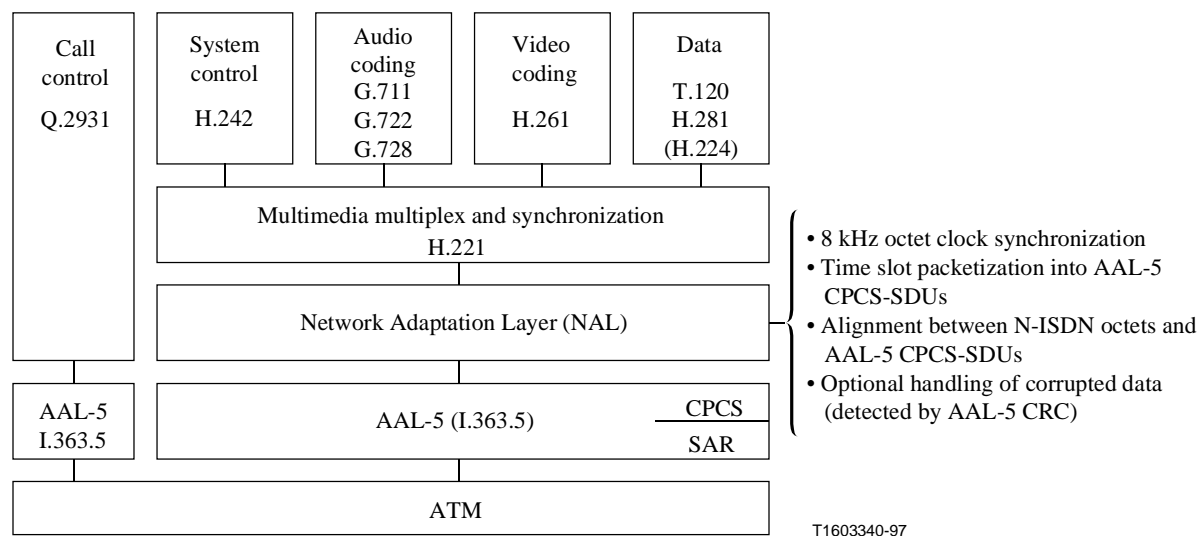 Call
control
Q.2931
System
control
H.242
Audio
coding
G.711
G.722
G.728
Video
coding
H.261
Data
T.120
H.281
(H.224)
Multimedia multiplex and synchronization
H.221
Network Adaptation Layer (NAL)
• 8 kHz octet clock synchronization
• Time slot packetization into AAL-5
CPCS-SDUs
• Alignment between N-ISDN octets and
AAL-5 CPCS-SDUs
• Optional handling of corrupted data
(detected by AAL-5 CRC)
AAL-5
I.363.5
AAL-5 (I.363.5)
CPCS
SAR
ATM
T1603340-97